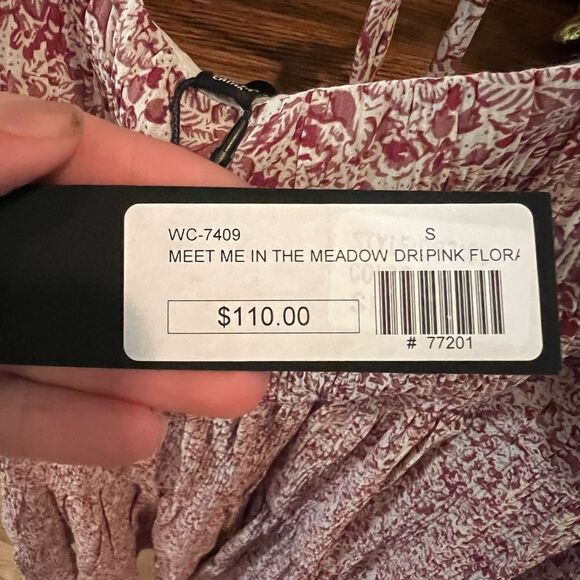 WC-7409 S
MEET ME IN THE MEADOW DRI PINK FLORA
$110.00
# 77201